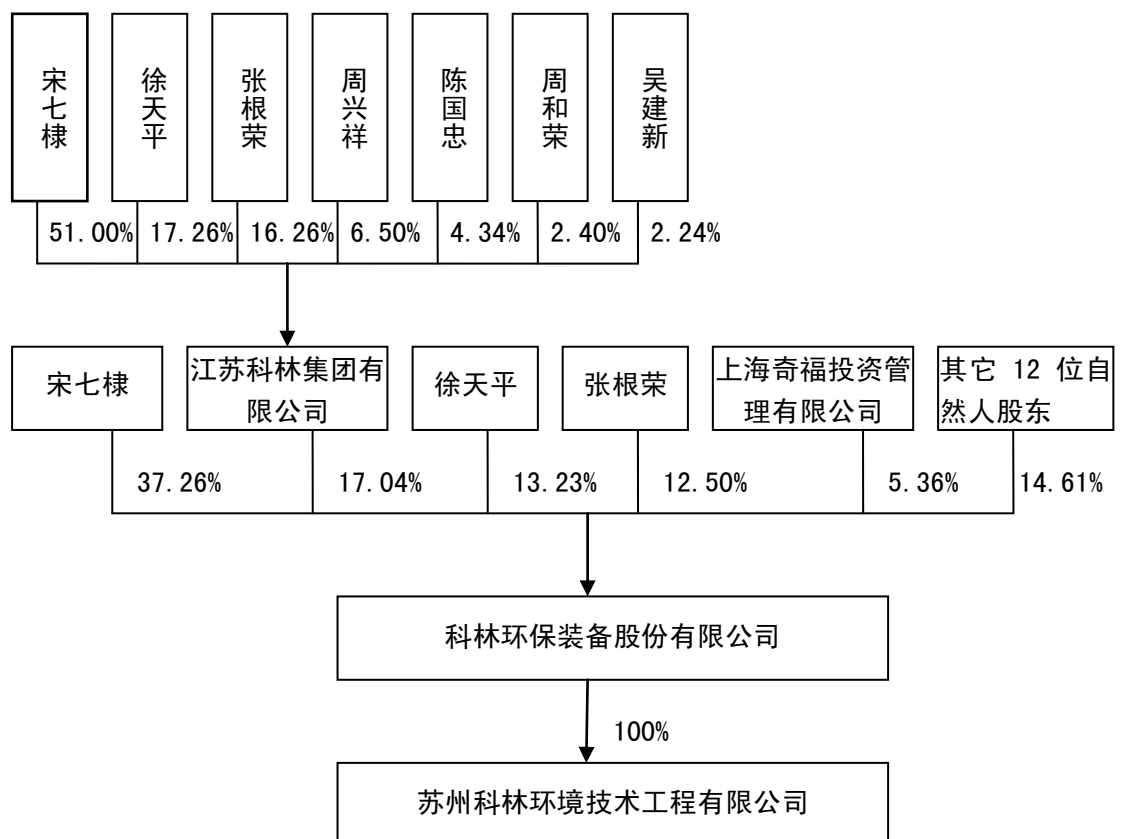 宋七棣
徐天平
张根荣
周兴祥
陈国忠
周和荣
吴建新
51.00% 17.26% 16.26% 6.50% 4.34% 2.40% 2.24%
宋七棣
江苏科林集团有
限公司
徐天平
张根荣
上海奇福投资管
理有限公司
其它 12 位自
然人股东
37.26% 17.04% 13.23% 12.50% 5.36% 14.61%
科林环保装备股份有限公司
100%
苏州科林环境技术工程有限公司